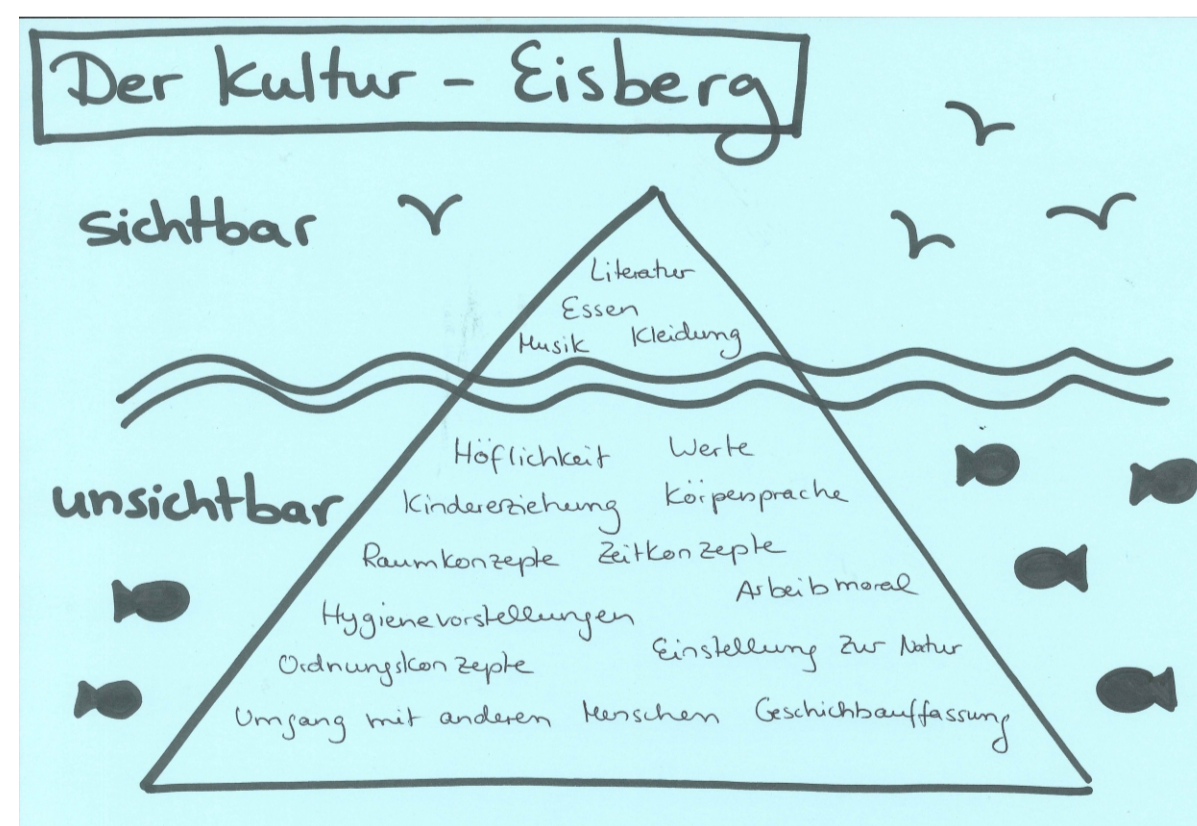 Der Kultur - Eisberg
sichtbar
Literatur
Essen
Musik Kleidung
Höflichkeit Werte
unsichtbar
Kindererziehung Körpersprache
Raumkonzepte Zeitkonzepte
Arbeitsmoral
Hygienevorstellungen
Einstellung zur Natur
Ordnungskonzepte
Umgang mit anderen Menschen Geschichtsauffassung